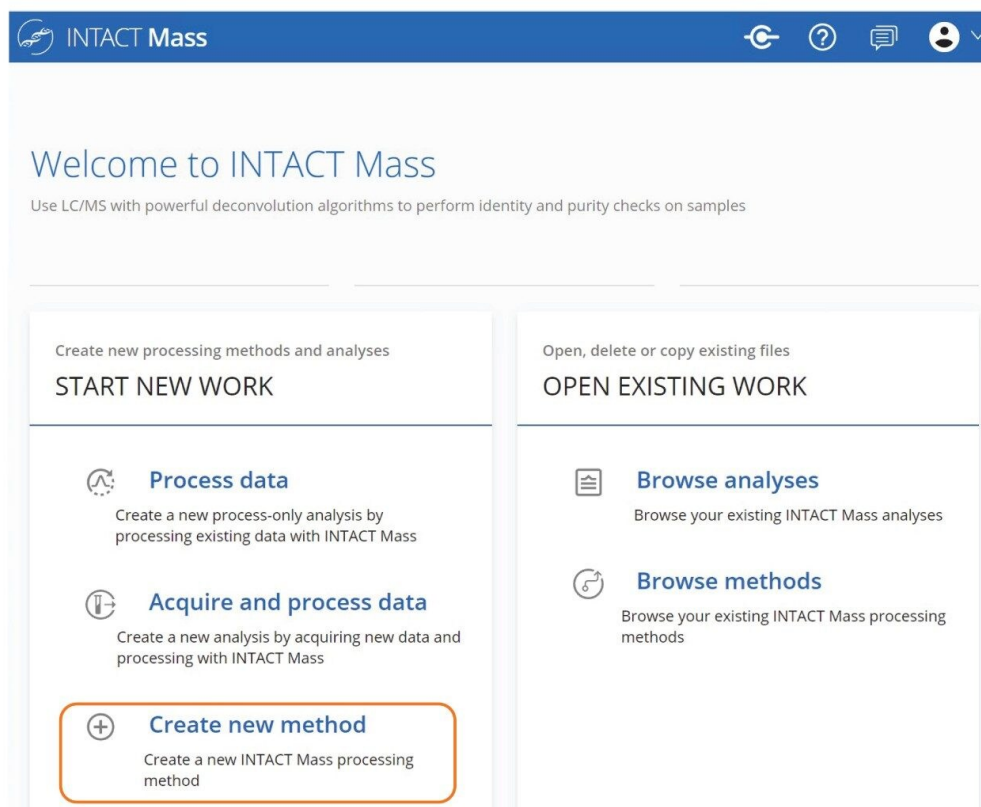 INTACT Mass
Welcome to INTACT Mass
Use LC/MS with powerful deconvolution algorithms to perform identity and purity checks on samples
Create new processing methods and analyses
START NEW WORK
Process data
Create a new process-only analysis by
processing existing data with INTACT Mass
Acquire and process data
Create a new analysis by acquiring new data and
processing with INTACT Mass
Create new method
Create a new INTACT Mass processing
method
Open, delete or copy existing files
OPEN EXISTING WORK
Browse analyses
Browse your existing INTACT Mass analyses
Browse methods
Browse your existing INTACT Mass processing
methods